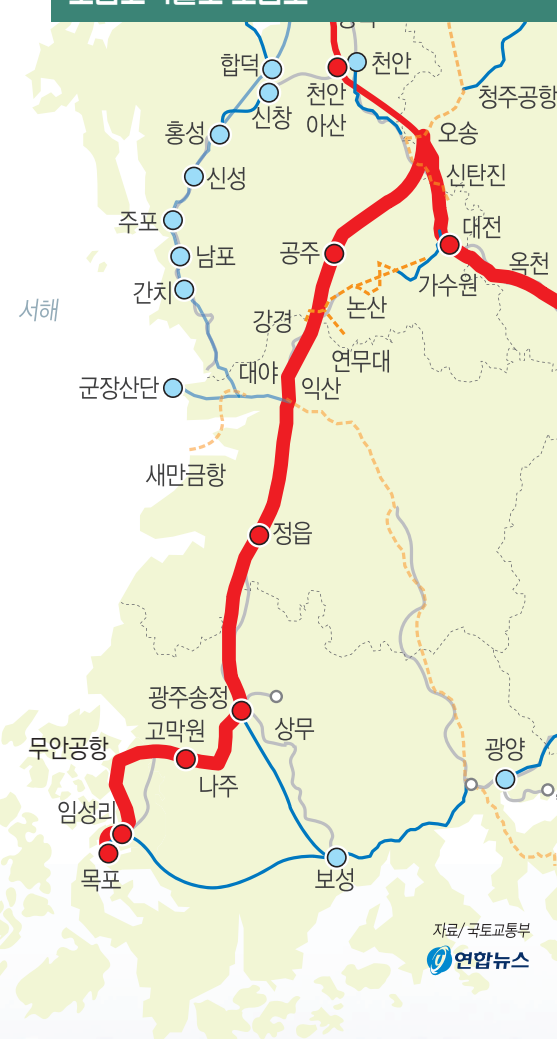 합덕
천안
신창
천안
아산
청주공항
홍성
오송
신성
신탄진
주포
대전
남포
공주
옥천
간치
가수원
서해
논산
강경
연무대
대야
군장산단
익산
새만금항
정읍
광주송정
고막원
상무
무안공항
광양
나주
임성리
목포
보성
자료/ 국토교통부
연합뉴스